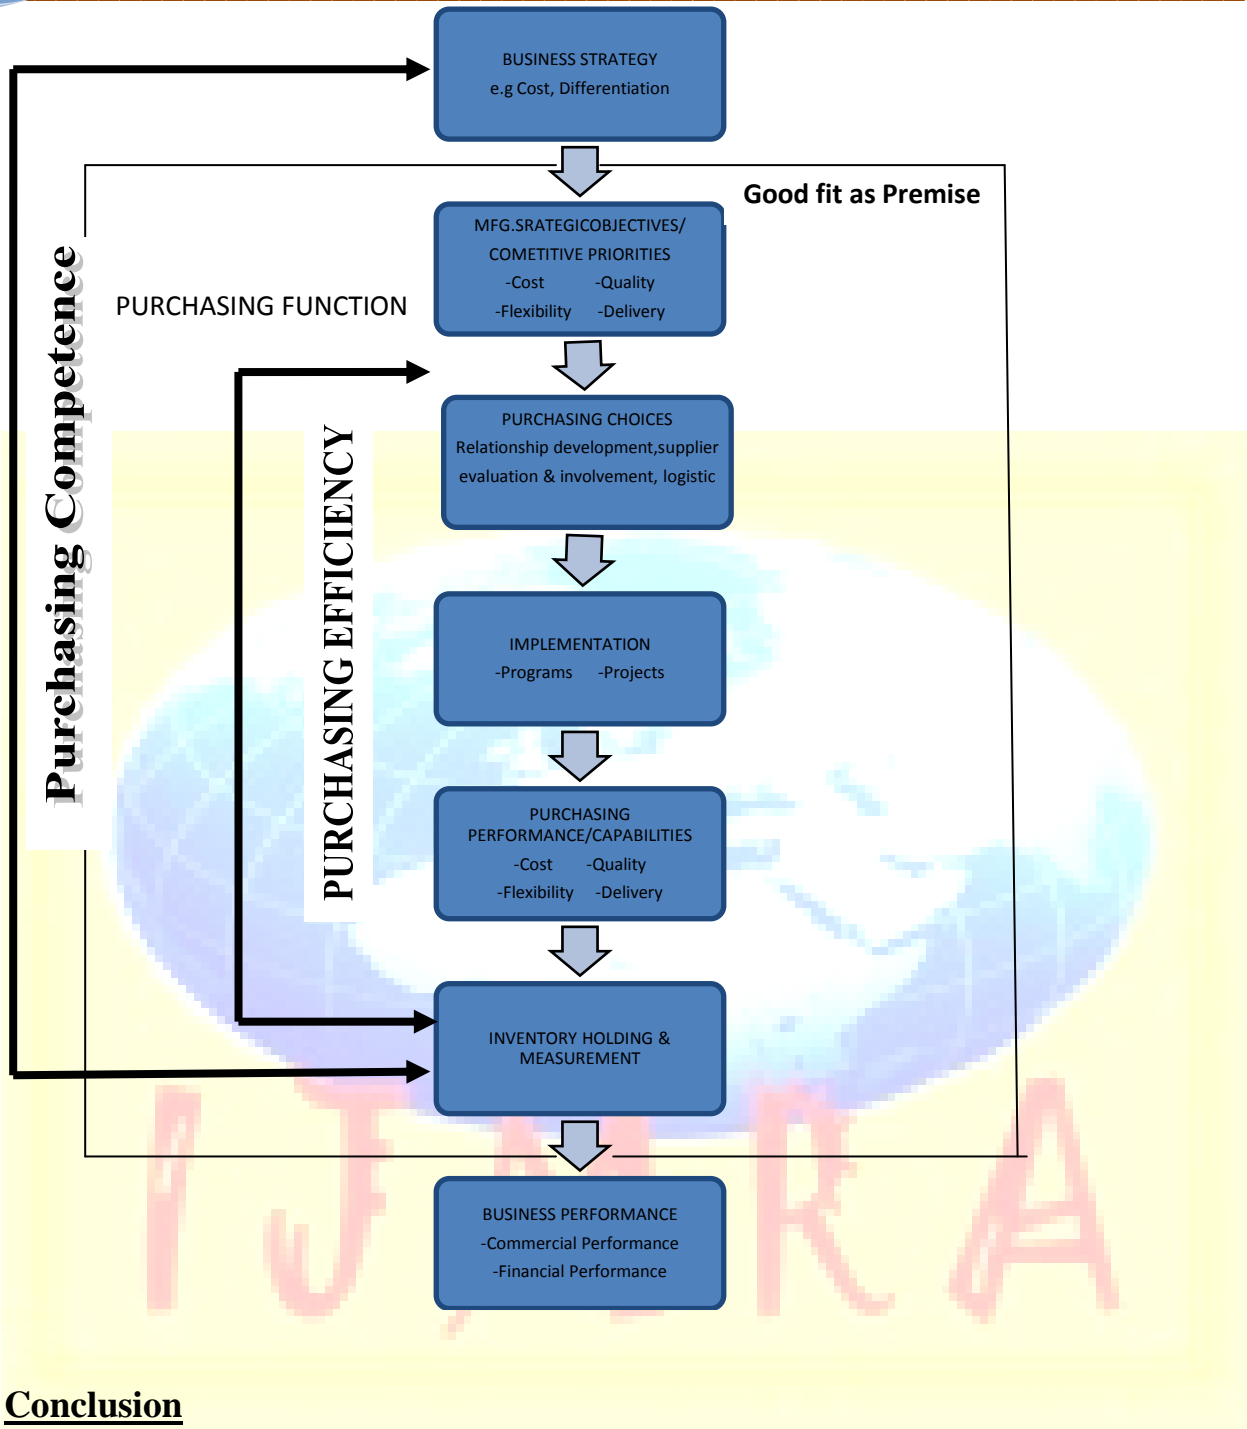 BUSINESS STRATEGY
e.g Cost, Differentiation
Good fit as Premise
MFG.SRATEGICOBJECTIVES/
COMETITIVE PRIORITIES
-Cost -Quality
-Flexibility -Delivery
PURCHASING FUNCTION
Purchasing Competence
PURCHASING EFFICIENCY
PURCHASING CHOICES
Relationship development,supplier
evaluation & involvement, logistic
IMPLEMENTATION
-Programs -Projects
PURCHASING
PERFORMANCE/CAPABILITIES
-Cost -Quality
-Flexibility -Delivery
INVENTORY HOLDING &
MEASUREMENT
BUSINESS PERFORMANCE
-Commercial Performance
-Financial Performance
Conclusion